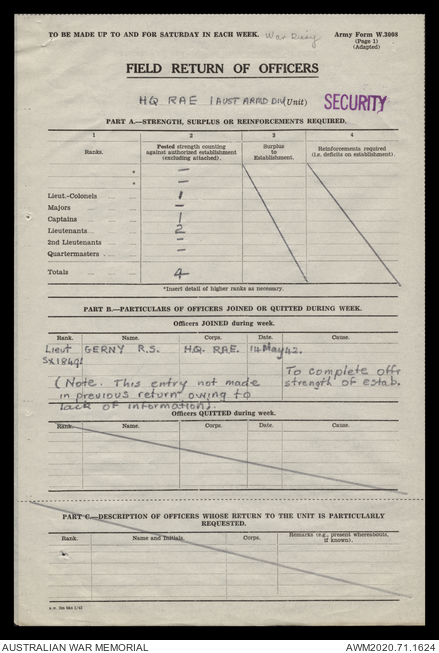 TO BE MADE UP TO AND FOR SATURDAY IN EACH WEEK. War Diary Army Form W.3008
(Page 1)
(Adapted)
FIELD RETURN OF OFFICERS
HQ RAE 1 AUST ARMD DIV (Unit) SECURITY
PART A.—STRENGTH, SURPLUS OR REINFORCEMENTS REQUIRED.
1 2 3 4
Ranks. Posted strength counting against authorized establishment (excluding attached). Surplus to Establishment. Reinforcements required (i.e. deficits on establishment).
* —
* —
Lieut.-Colonels 1
Majors —
Captains 1
Lieutenants 2
2nd Lieutenants —
Quartermasters —
Totals 4
*Insert detail of higher ranks as necessary.
PART B.—PARTICULARS OF OFFICERS JOINED OR QUITTED DURING WEEK.
Officers JOINED during week.
Rank. Name. Corps. Date. Cause.
Lieut GERNY R.S. H.Q. RAE. 14 May 42.
To complete offr
(Note. This entry not made strength of estab.
in previous return owing to
lack of information).
Officers QUITTED during week.
Rank. Name. Corps. Date. Cause.
PART C.—DESCRIPTION OF OFFICERS WHOSE RETURN TO THE UNIT IS PARTICULARLY
REQUESTED.
Rank. Name and Initials. Corps. Remarks (e.g., present whereabouts, if known).
AUSTRALIAN WAR MEMORIAL AWM2020.71.1624